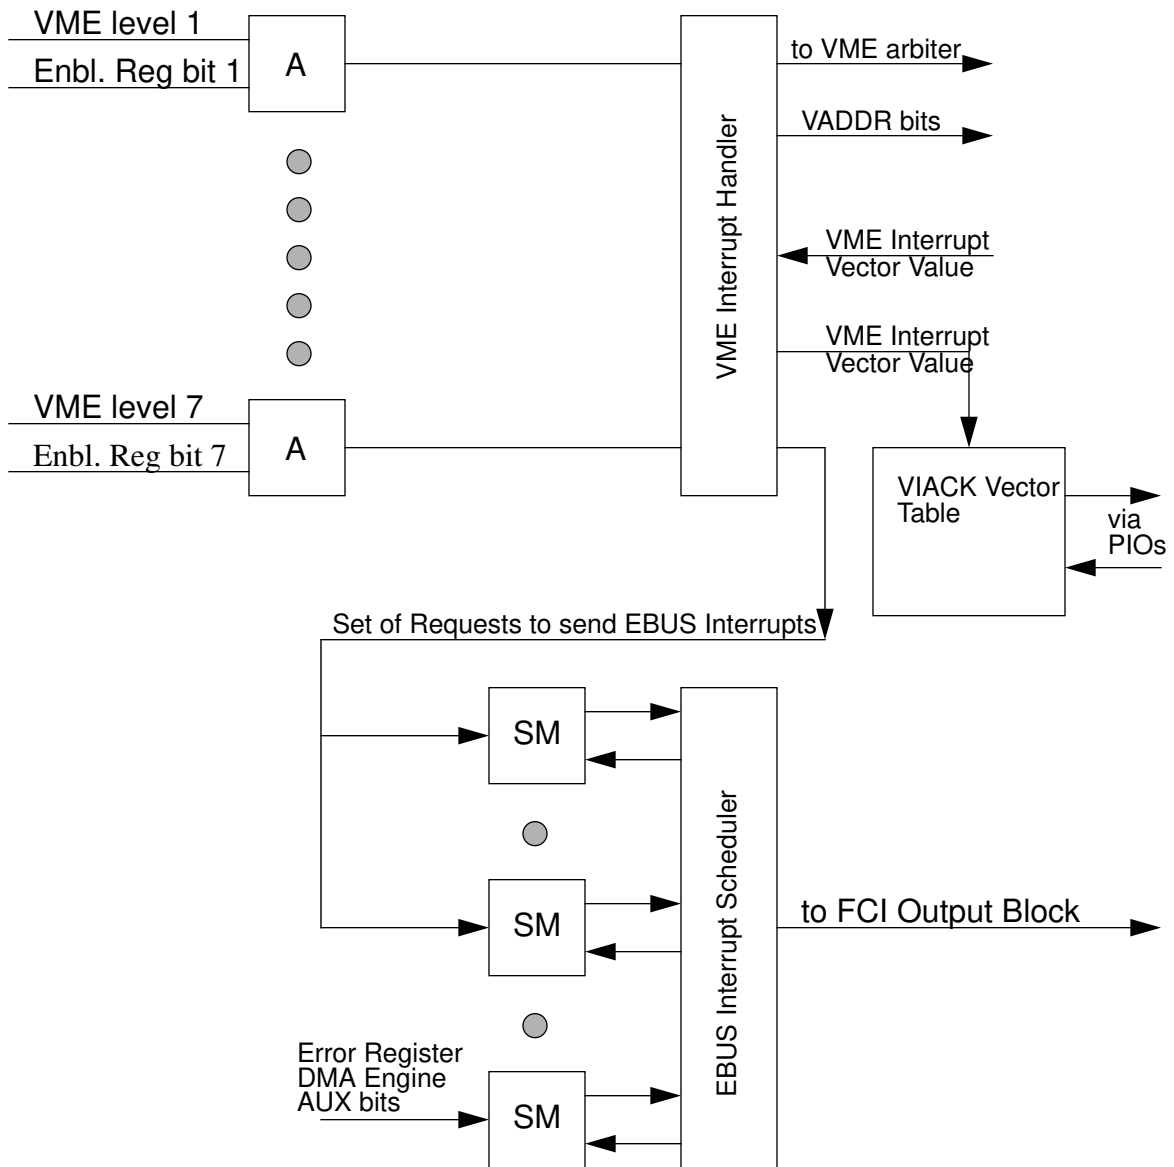 VME level 1
Enbl. Reg bit 1
A
to VME arbiter
VADDR bits
VME Interrupt Handler
VME Interrupt
Vector Value
VME Interrupt
Vector Value
VME level 7
Enbl. Reg bit 7
A
VIACK Vector
Table
via
PIOs
Set of Requests to send EBUS Interrupts
SM
SM
EBUS Interrupt Scheduler
to FCI Output Block
Error Register
DMA Engine
AUX bits
SM